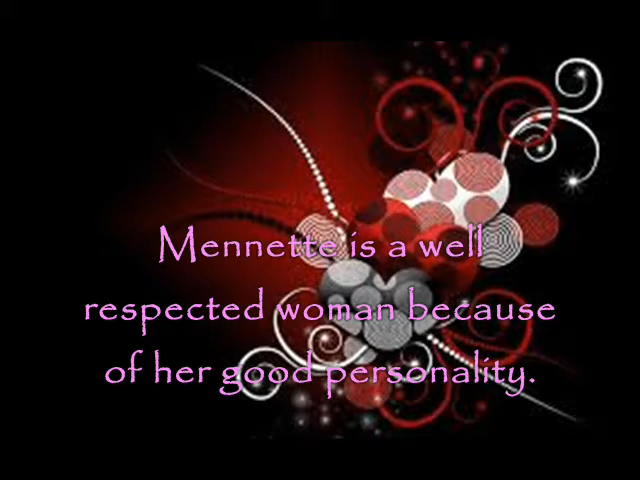 Mennette is a well
respected woman because
of her good personality.